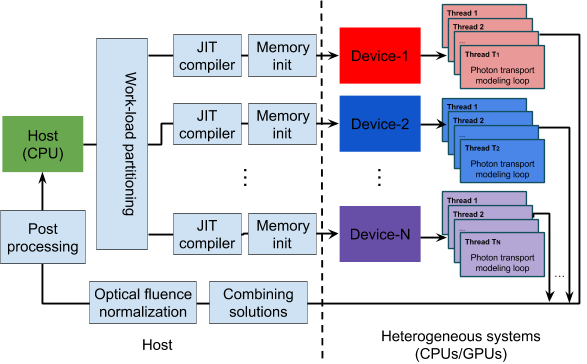 Host
(CPU)
Work-load partitioning
JIT
compiler
Memory
init
Device-1
Thread 1
Thread 2
...
Thread T1
Photon transport
modeling loop
JIT
compiler
Memory
init
Device-2
Thread 1
Thread 2
...
Thread T2
Photon transport
modeling loop
...
...
JIT
compiler
Memory
init
Device-N
Thread 1
Thread 2
...
Thread TN
Photon transport
modeling loop
...
Post
processing
Optical fluence
normalization
Combining
solutions
Host
Heterogeneous systems
(CPUs/GPUs)